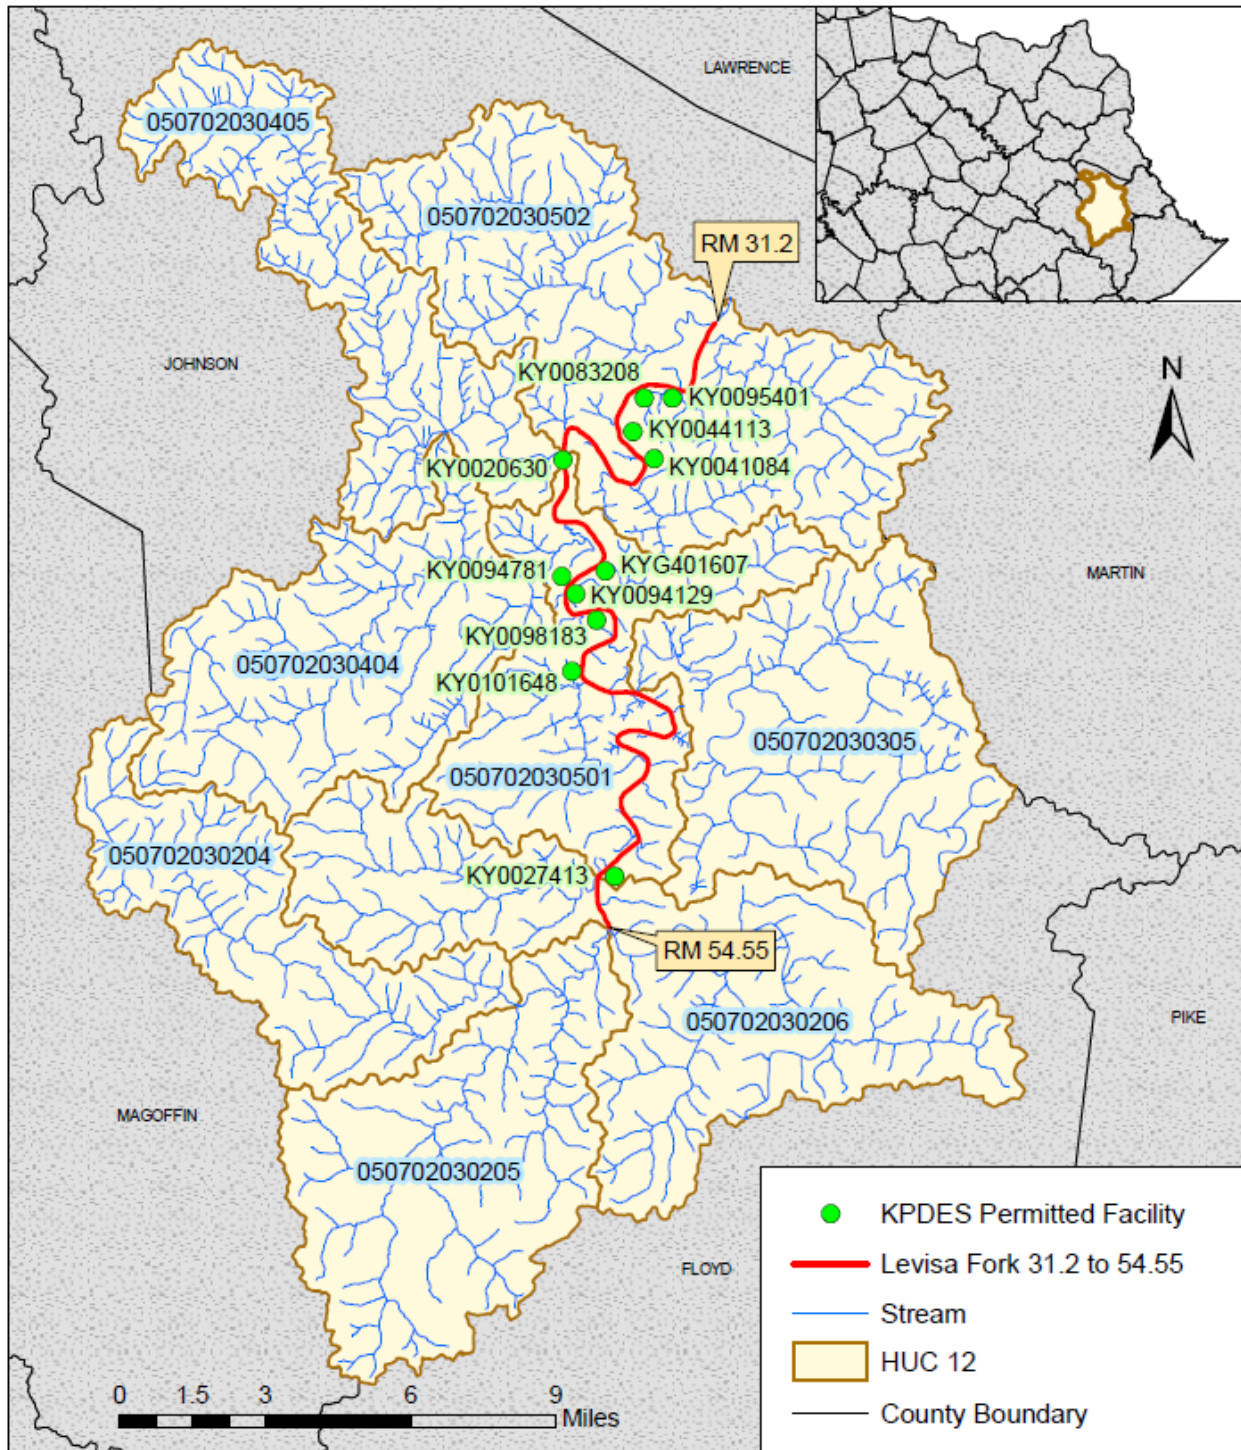 LAWRENCE
050702030405
050702030502
RM 31.2
JOHNSON
KY0083208
KY0095401
KY0044113
KY0020630
KY0041084
N
KY0094781
KYG401607
KY0094129
MARTIN
KY0098183
050702030404
KY0101648
050702030305
050702030501
050702030204
KY0027413
RM 54.55
050702030206
PIKE
MAGOFFIN
050702030205
FLOYD
KPDES Permitted Facility
Levisa Fork 31.2 to 54.55
Stream
HUC 12
County Boundary
0 1.5 3 6 9
Miles